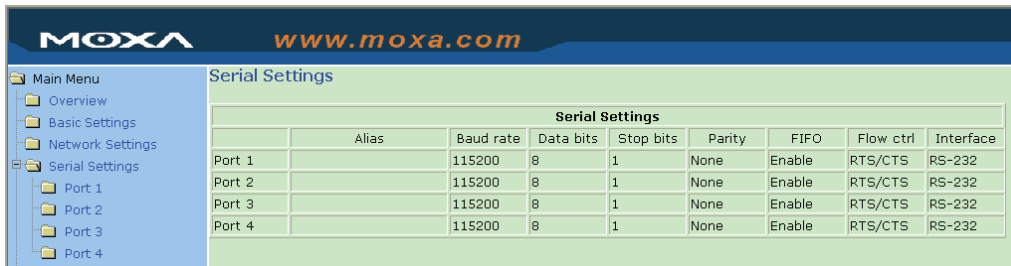 MOXA www.moxa.com
Main Menu
Overview
Basic Settings
Network Settings
Serial Settings
Port 1
Port 2
Port 3
Port 4
Serial Settings
Serial Settings
Alias Baud rate Data bits Stop bits Parity FIFO Flow ctrl Interface
Port 1 115200 8 1 None Enable RTS/CTS RS-232
Port 2 115200 8 1 None Enable RTS/CTS RS-232
Port 3 115200 8 1 None Enable RTS/CTS RS-232
Port 4 115200 8 1 None Enable RTS/CTS RS-232